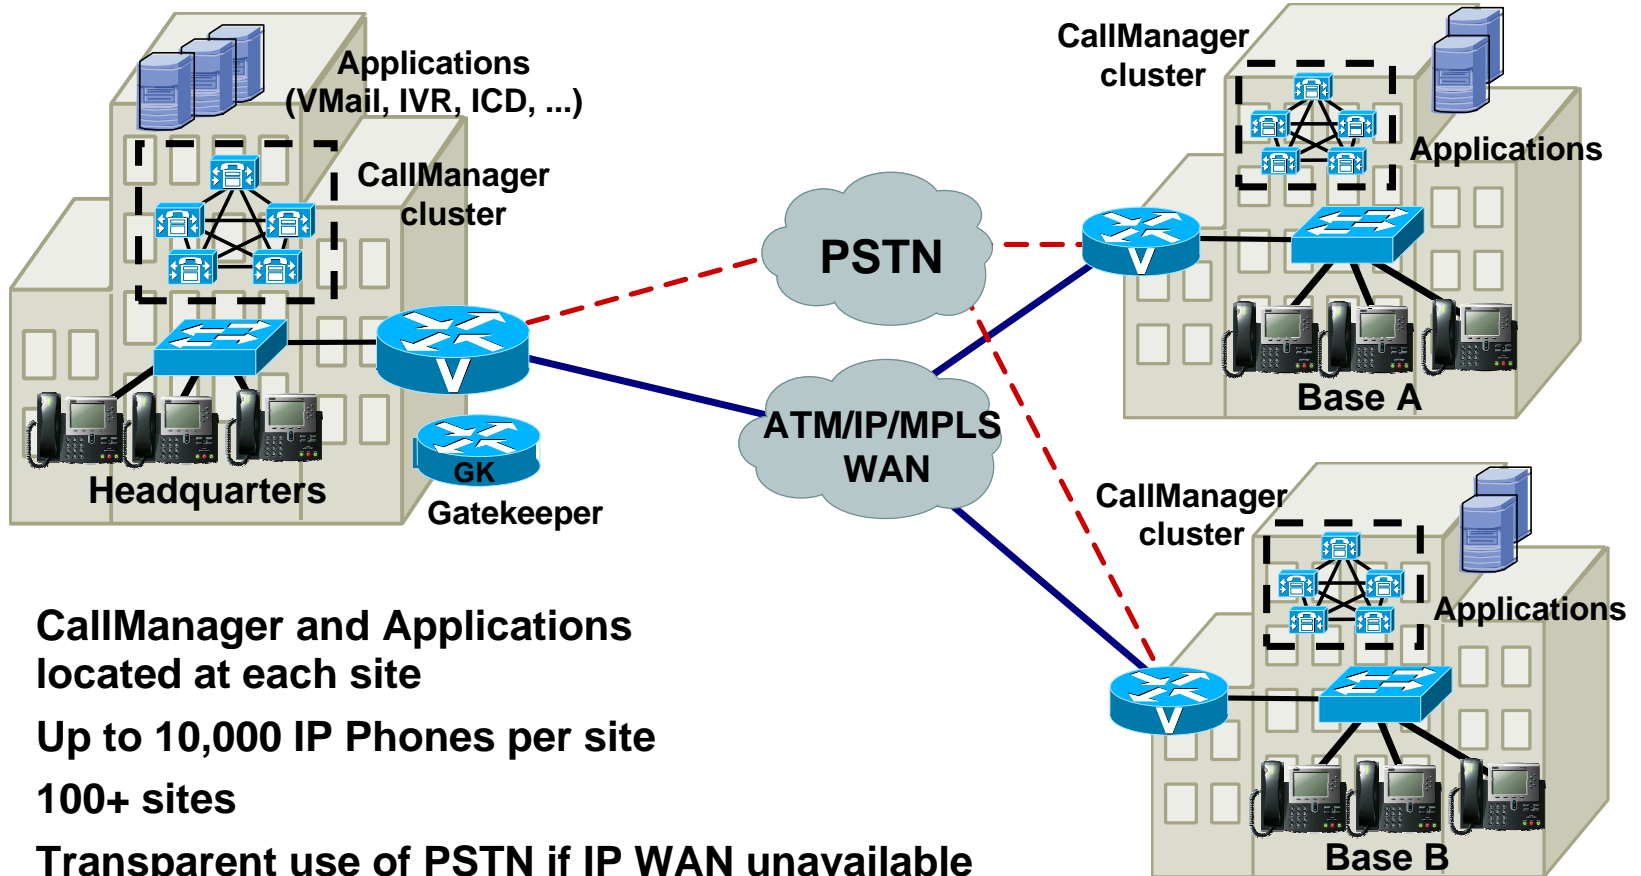 Applications
(VMail, IVR, ICD, ...)
CallManager
cluster
V
GK
Gatekeeper
Headquarters
PSTN
ATM/IP/MPLS
WAN
CallManager
cluster
Applications
V
Base A
CallManager
cluster
Applications
V
Base B
CallManager and Applications
located at each site
Up to 10,000 IP Phones per site
100+ sites
Transparent use of PSTN if IP WAN unavailable